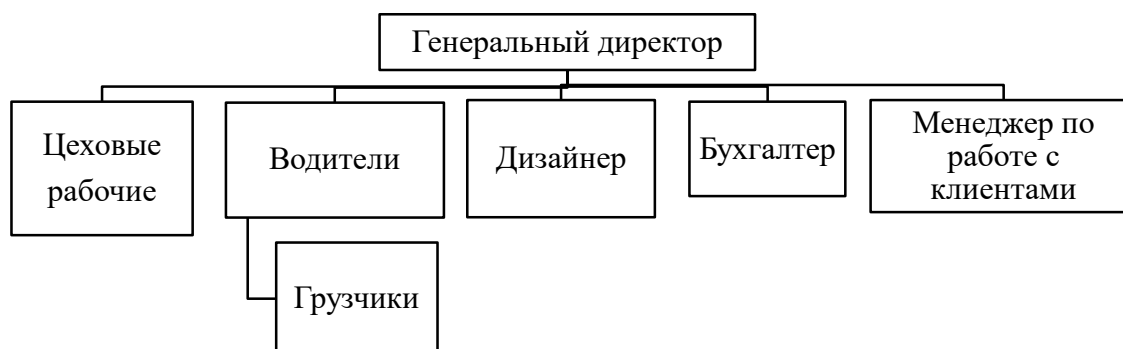 Генеральный директор
Цеховые
рабочие
Водители
Дизайнер
Бухгалтер
Менеджер по
работе с
клиентами
Грузчики